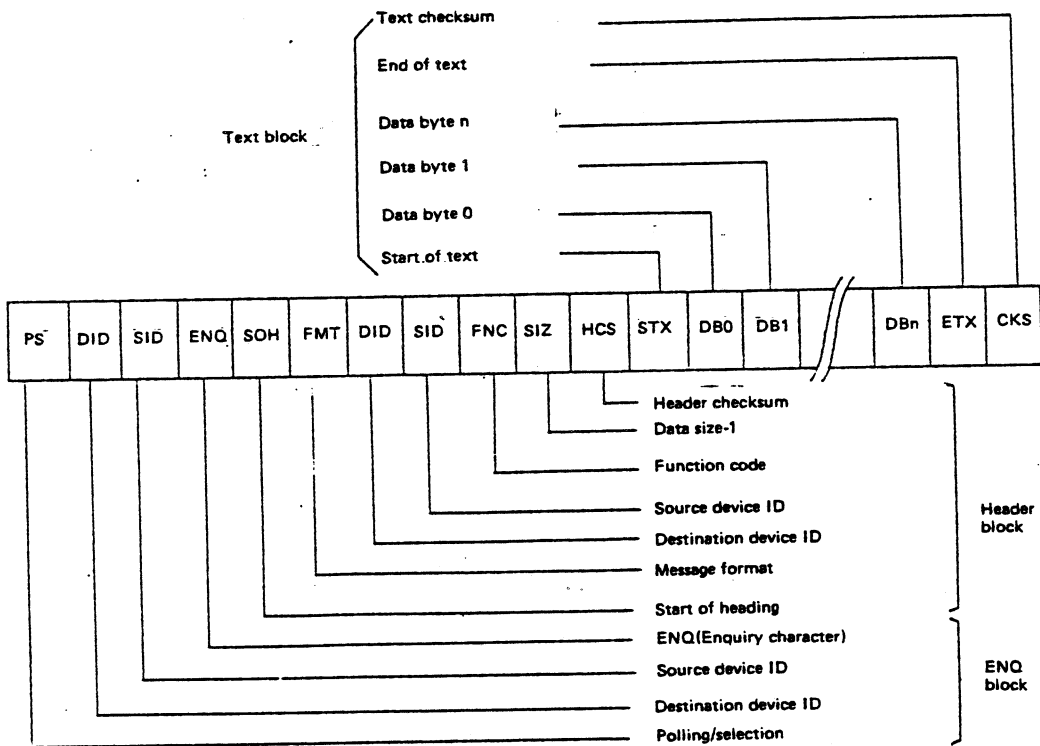 Text checksum
End of text
Data byte n
Text block
Data byte 1
Data byte 0
Start of text
PS DID SID ENQ SOH FMT DID SID FNC SIZ HCS STX DB0 DB1 DBn ETX CKS
Header checksum
Data size-1
Function code
Source device ID
Destination device ID
Message format
Start of heading
Header
block
ENQ(Enquiry character)
Source device ID
Destination device ID
Polling/selection
ENQ
block